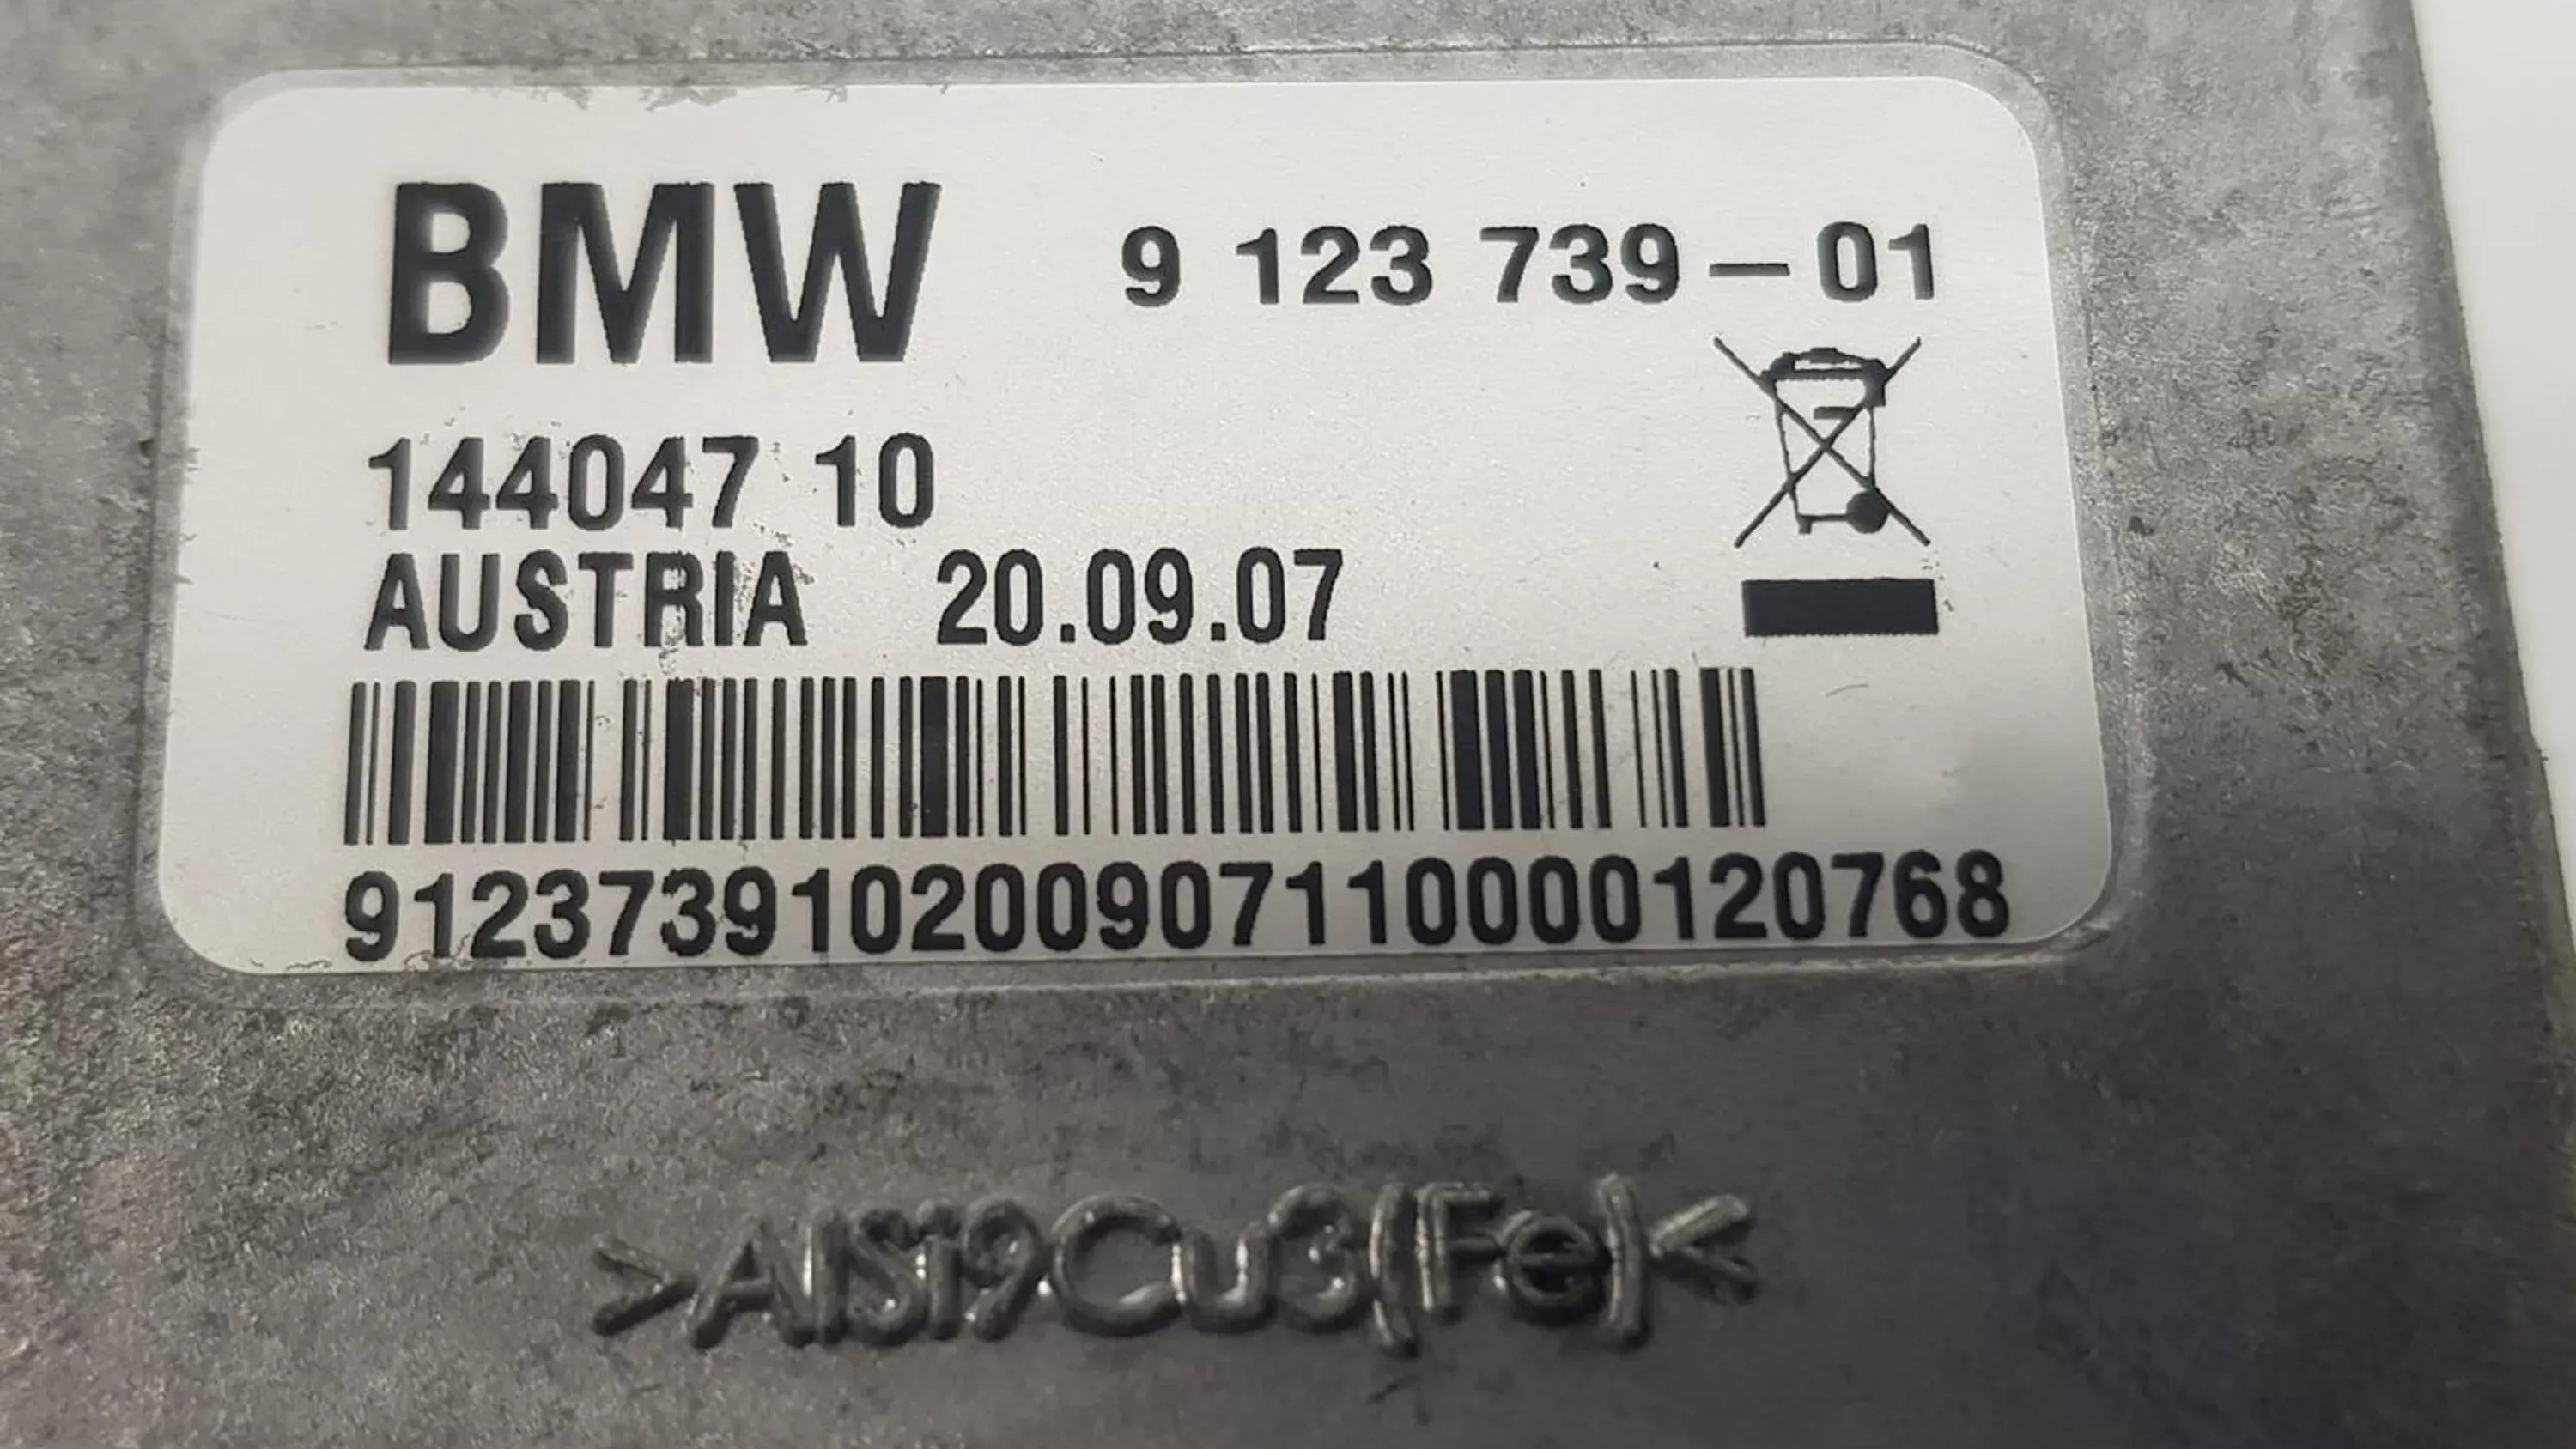 BMW 9 123 739-01
144047 10
AUSTRIA 20.09.07
912373910200907110000120768
>AlSi9Cu3(Fe)<